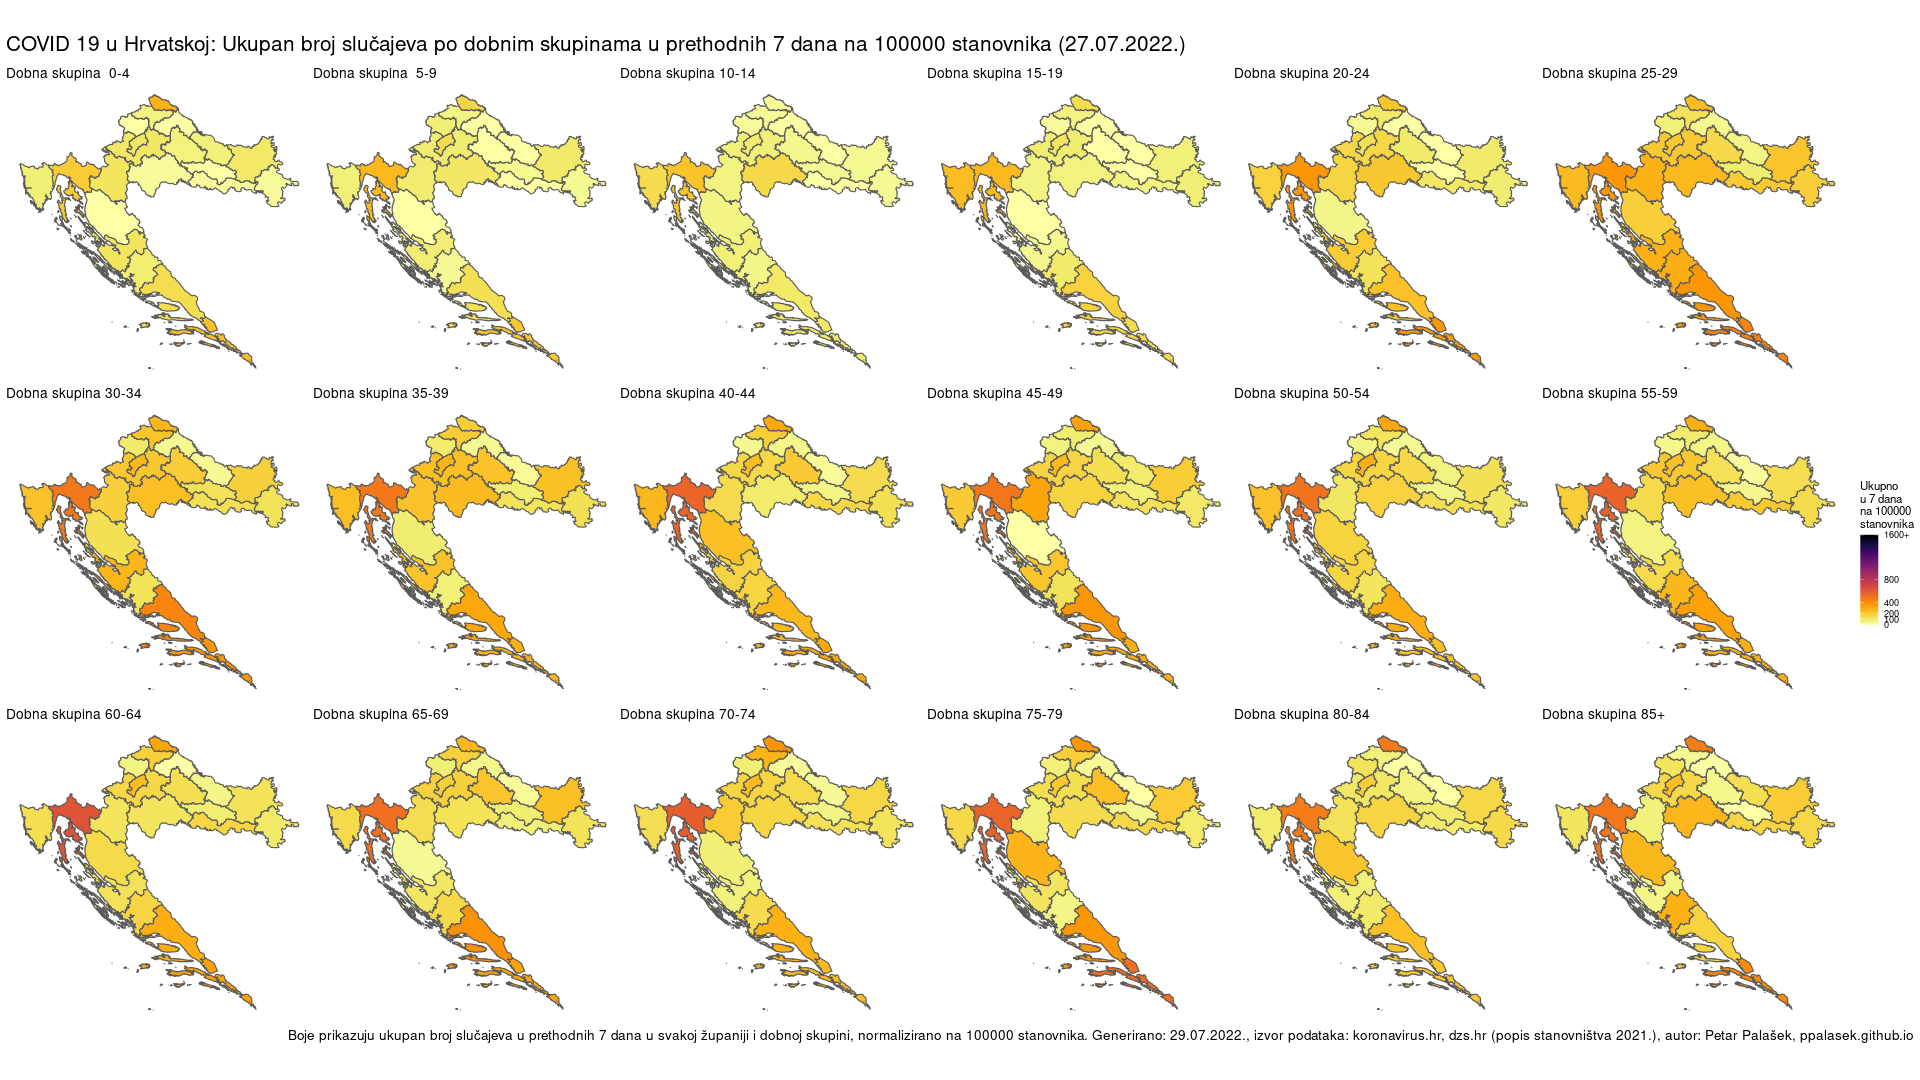 COVID 19 u Hrvatskoj: Ukupan broj slučajeva po dobnim skupinama u prethodnih 7 dana na 100000 stanovnika (27.07.2022.)
Dobna skupina  0-4
Dobna skupina  5-9
Dobna skupina 10-14
Dobna skupina 15-19
Dobna skupina 20-24
Dobna skupina 25-29
Dobna skupina 30-34
Dobna skupina 35-39
Dobna skupina 40-44
Dobna skupina 45-49
Dobna skupina 50-54
Dobna skupina 55-59
Ukupno
u 7 dana
na 100000
stanovnika
1600+
800
400
200
100
0
Dobna skupina 60-64
Dobna skupina 65-69
Dobna skupina 70-74
Dobna skupina 75-79
Dobna skupina 80-84
Dobna skupina 85+
Boje prikazuju ukupan broj slučajeva u prethodnih 7 dana u svakoj županiji i dobnoj skupini, normalizirano na 100000 stanovnika. Generirano: 29.07.2022., izvor podataka: koronavirus.hr, dzs.hr (popis stanovništva 2021.), autor: Petar Palašek, ppalasek.github.io